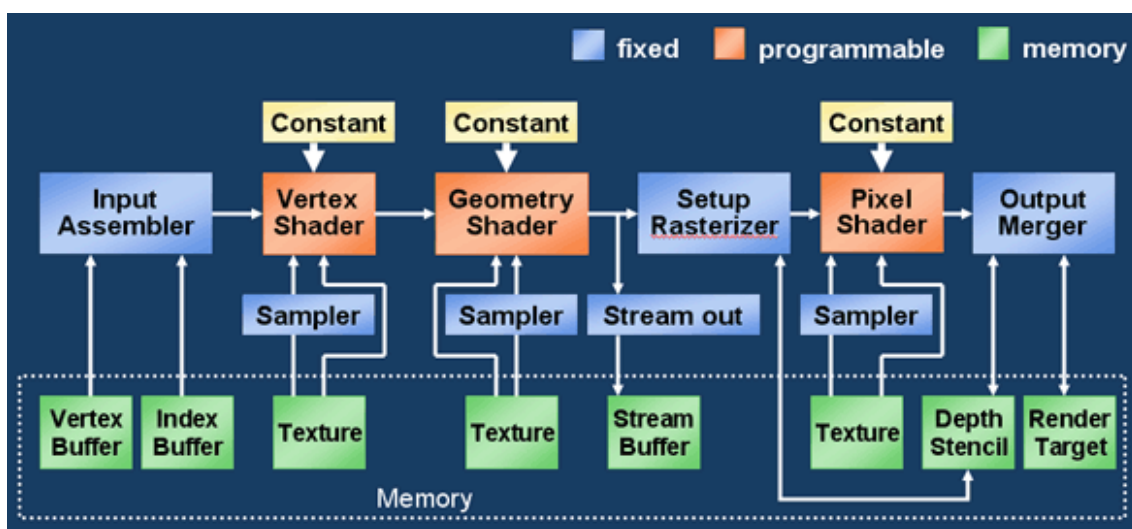 fixed
programmable
memory
Constant
Constant
Constant
Input
Assembler
Vertex
Shader
Geometry
Shader
Setup
Rasterizer
Pixel
Shader
Output
Merger
Sampler
Sampler
Stream out
Sampler
Vertex
Buffer
Index
Buffer
Texture
Texture
Stream
Buffer
Texture
Depth
Stencil
Render
Target
Memory